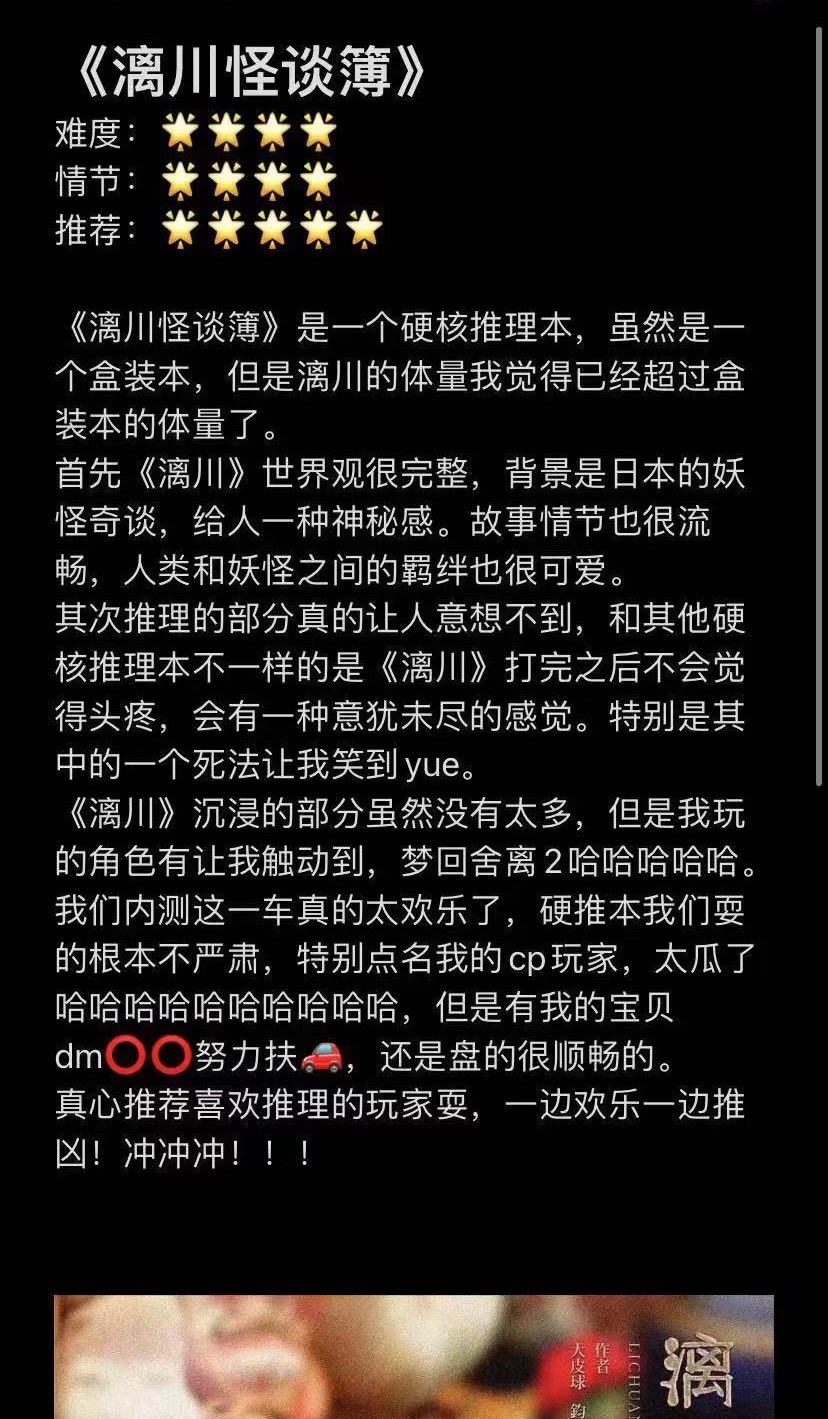 《漓川怪谈簿》
难度：🌟🌟🌟🌟
情节：🌟🌟🌟🌟
推荐：🌟🌟🌟🌟🌟
《漓川怪谈簿》是一个硬核推理本，虽然是一
个盒装本，但是漓川的体量我觉得已经超过盒
装本的体量了。
首先《漓川》世界观很完整，背景是日本的妖
怪奇谈，给人一种神秘感。故事情节也很流
畅，人类和妖怪之间的羁绊也很可爱。
其次推理的部分真的让人意想不到，和其他硬
核推理本不一样的是《漓川》打完之后不会觉
得头疼，会有一种意犹未尽的感觉。特别是其
中的一个死法让我笑到yue。
《漓川》沉浸的部分虽然没有太多，但是我玩
的角色有让我触动到，梦回舍离2哈哈哈哈哈。
我们内测这一车真的太欢乐了，硬推本我们耍
的根本不严肃，特别点名我的cp玩家，太瓜了
哈哈哈哈哈哈哈哈哈哈，但是有我的宝贝
dm⭕⭕努力扶🚗，还是盘的很顺畅的。
真心推荐喜欢推理的玩家耍，一边欢乐一边推
凶！冲冲冲！！！
漓
LICHUA
作者
大皮球 鈞